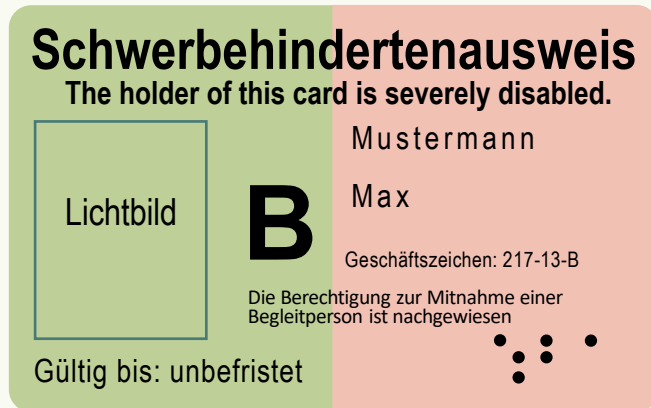 Schwerbehindertenausweis
The holder of this card is severely disabled.
Lichtbild
B
Mustermann
Max
Geschäftszeichen: 217-13-B
Die Berechtigung zur Mitnahme einer
Begleitperson ist nachgewiesen
Gültig bis: unbefristet